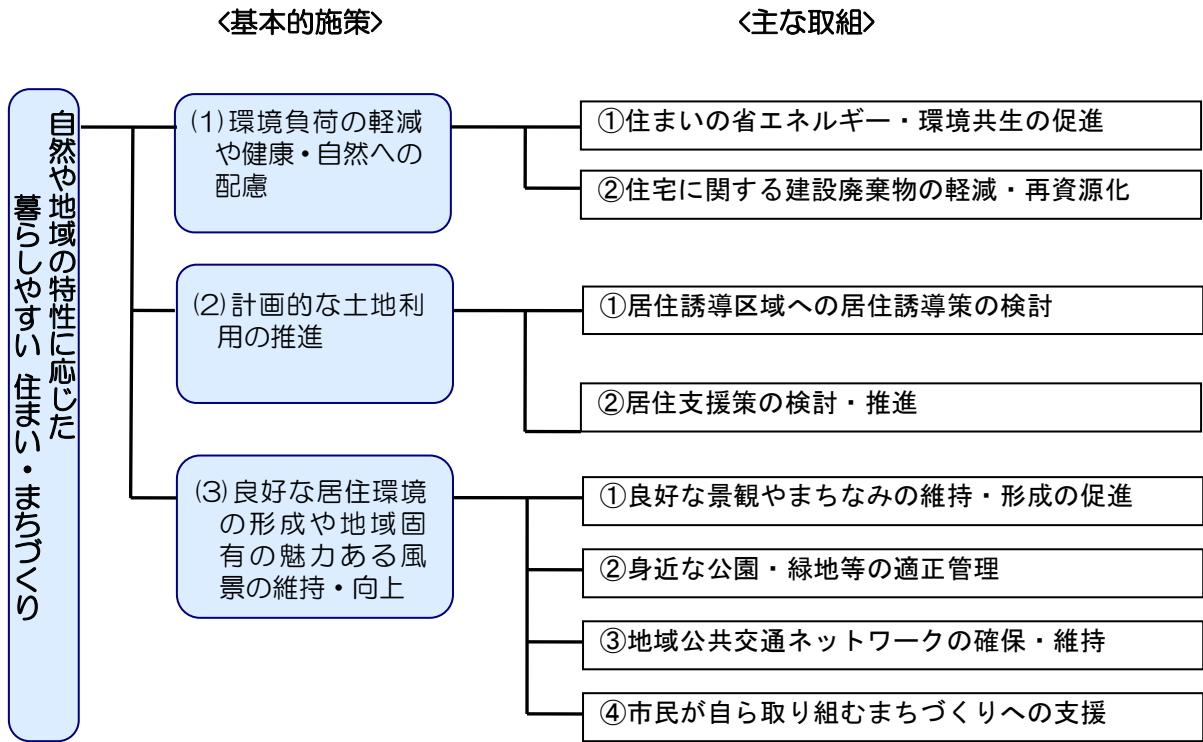 <基本的施策>
<主な取組>
自然や地域の特性に応じた
暮らしやすい 住まい・まちづくり
(1)環境負荷の軽減
や健康・自然への
配慮
①住まいの省エネルギー・環境共生の促進
②住宅に関する建設廃棄物の軽減・再資源化
(2)計画的な土地利
用の推進
①居住誘導区域への居住誘導策の検討
②居住支援策の検討・推進
(3)良好な居住環境
の形成や地域固
有の魅力ある風
景の維持・向上
①良好な景観やまちなみの維持・形成の促進
②身近な公園・緑地等の適正管理
③地域公共交通ネットワークの確保・維持
④市民が自ら取り組むまちづくりへの支援